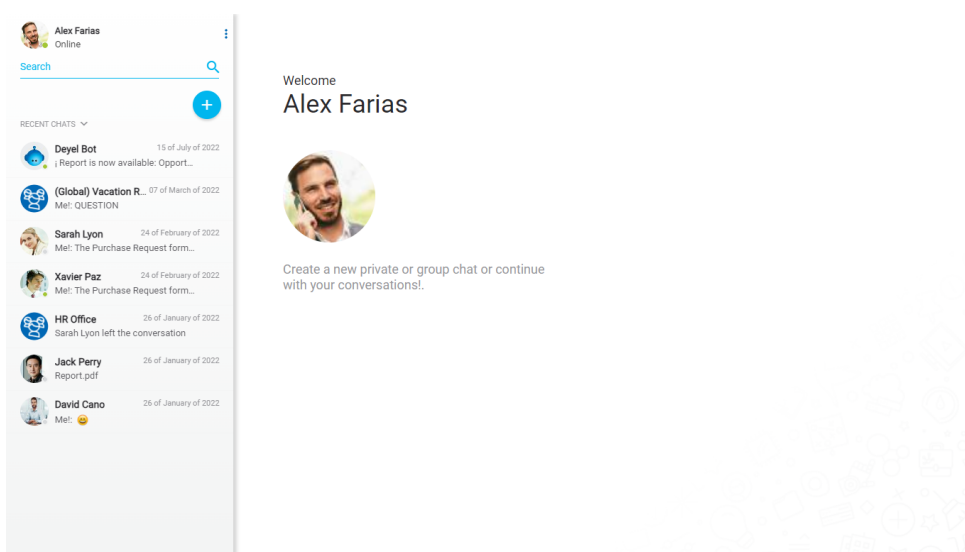 Alex Farias
Online
Search
RECENT CHATS
Deyel Bot 15 of July of 2022
¡ Report is now available: Opport...
(Global) Vacation R... 07 of March of 2022
Me!: QUESTION
Sarah Lyon 24 of February of 2022
Me!: The Purchase Request form...
Xavier Paz 24 of February of 2022
Me!: The Purchase Request form...
HR Office 26 of January of 2022
Sarah Lyon left the conversation
Jack Perry 26 of January of 2022
Report.pdf
David Cano 26 of January of 2022
Me!: 😄
Welcome
Alex Farias
Create a new private or group chat or continue
with your conversations!.